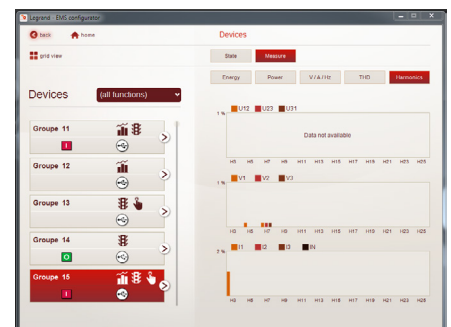 Legrand - EMS configurator
back
home
Devices
grid view
State
Measure
Energy
Power
V / A / Hz
THD
Harmonics
Devices
(all functions)
Groupe 11
I
Groupe 12
Groupe 13
Groupe 14
O
Groupe 15
I
U12 U23 U31
1 %
Data not available
H3 H5 H7 H9 H11 H13 H15 H17 H19 H21 H23 H25
V1 V2 V3
1 %
H3 H5 H7 H9 H11 H13 H15 H17 H19 H21 H23 H25
I1 I2 I3 IN
2 %
H3 H5 H7 H9 H11 H13 H15 H17 H19 H21 H23 H25